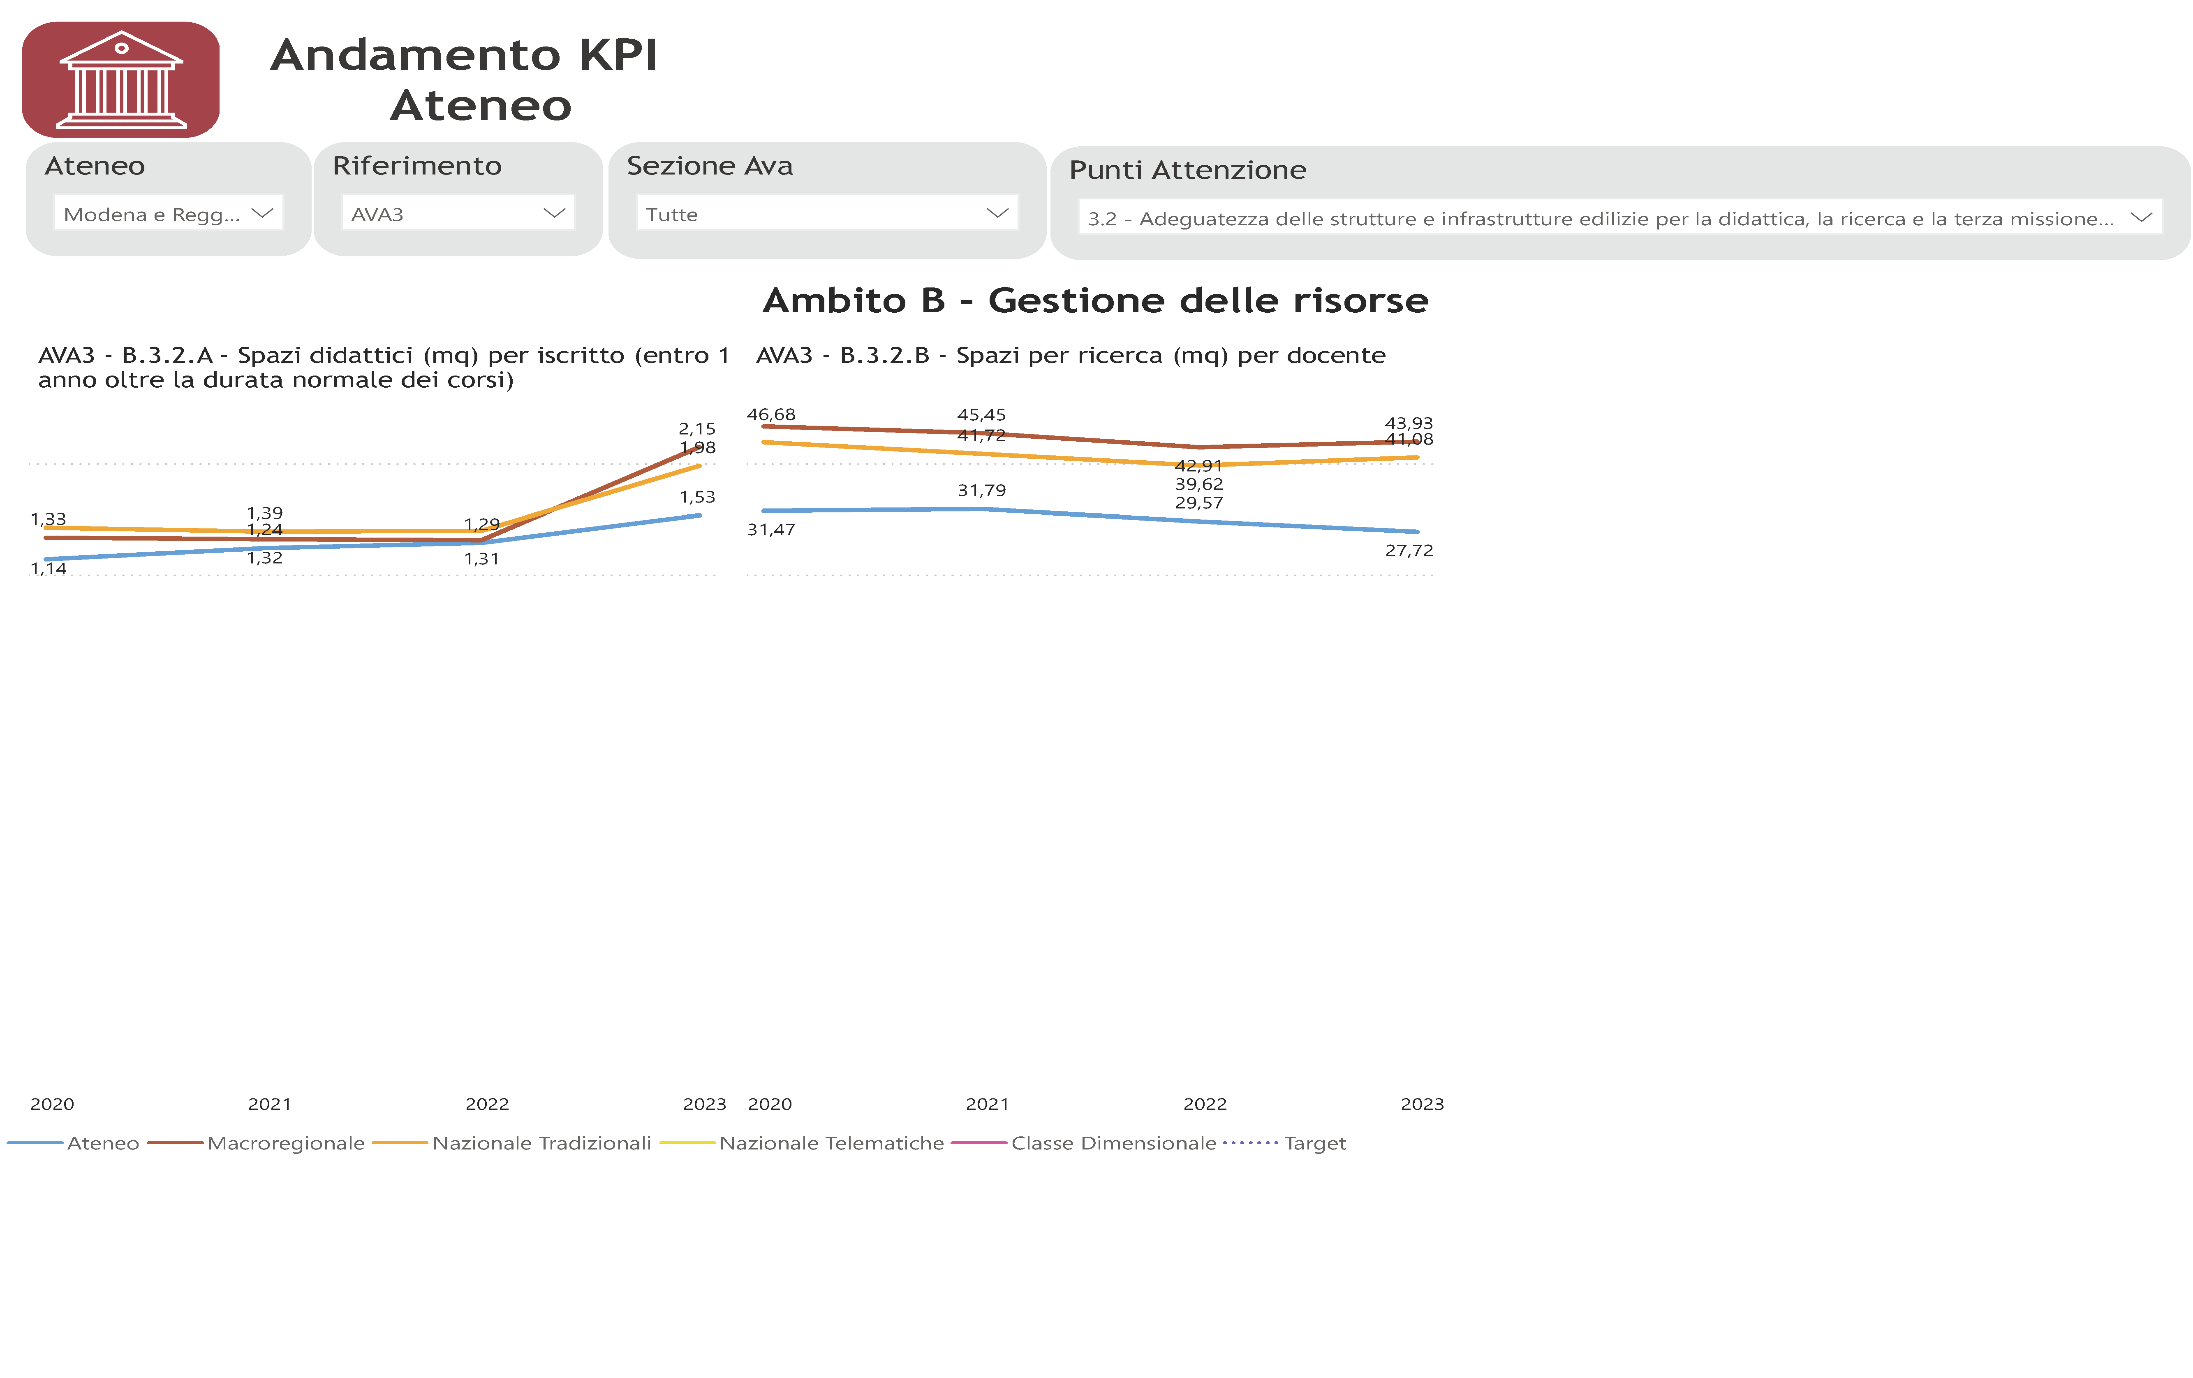 Andamento KPI
Ateneo
Ateneo
Modena e Regg...
Riferimento
AVA3
Sezione Ava
Tutte
Punti Attenzione
3.2 - Adeguatezza delle strutture e infrastrutture edilizie per la didattica, la ricerca e la terza missione...
Ambito B - Gestione delle risorse
AVA3 - B.3.2.A - Spazi didattici (mq) per iscritto (entro 1
anno oltre la durata normale dei corsi)
2,15
1,98
1,53
1,33
1,39
1,24
1,29
1,14
1,32
1,31
2020
2021
2022
2023
AVA3 - B.3.2.B - Spazi per ricerca (mq) per docente
46,68
45,45
41,72
43,93
41,08
42,91
39,62
29,57
31,79
31,47
27,72
2020
2021
2022
2023
Ateneo
Macroregionale
Nazionale Tradizionali
Nazionale Telematiche
Classe Dimensionale
Target